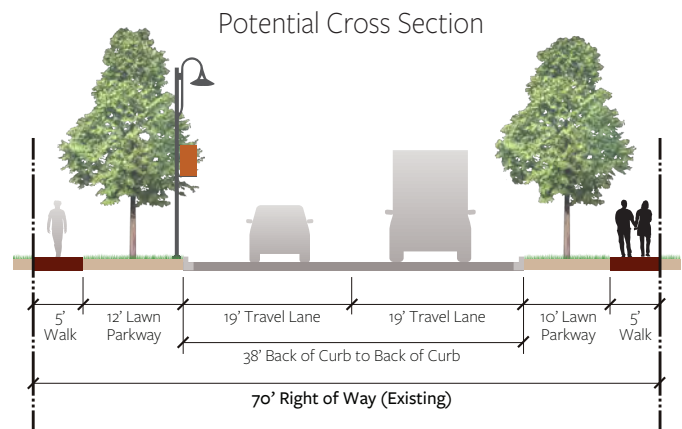 Potential Cross Section
5’
Walk
12’ Lawn
Parkway
19’ Travel Lane
19’ Travel Lane
10’ Lawn
Parkway
5’
Walk
38’ Back of Curb to Back of Curb
70’ Right of Way (Existing)